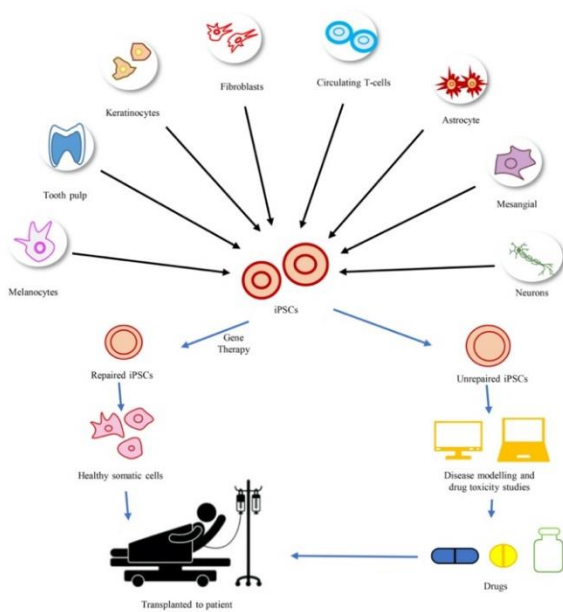 Fibroblasts
Circulating T-cells
Keratinocytes
Astrocyte
Tooth pulp
Mesangial
Melanocytes
Neurons
iPSCs
Gene
Therapy
Repaired iPSCs
Unrepaired iPSCs
Healthy somatic cells
Disease modelling and
drug toxicity studies
Drugs
Transplanted to patient